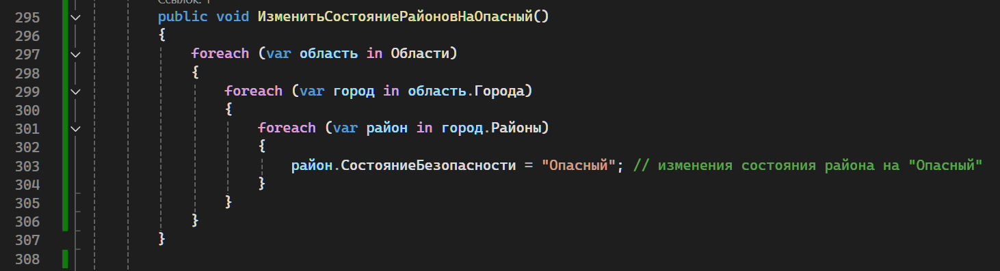 Ссылок: 1
295 public void ИзменитьСостояниеРайоновНаОпасный()
296 {
297 foreach (var область in Области)
298 {
299 foreach (var город in область.Города)
300 {
301 foreach (var район in город.Районы)
302 {
303 район.СостояниеБезопасности = "Опасный"; // изменения состояния района на "Опасный"
304 }
305 }
306 }
307 }
308